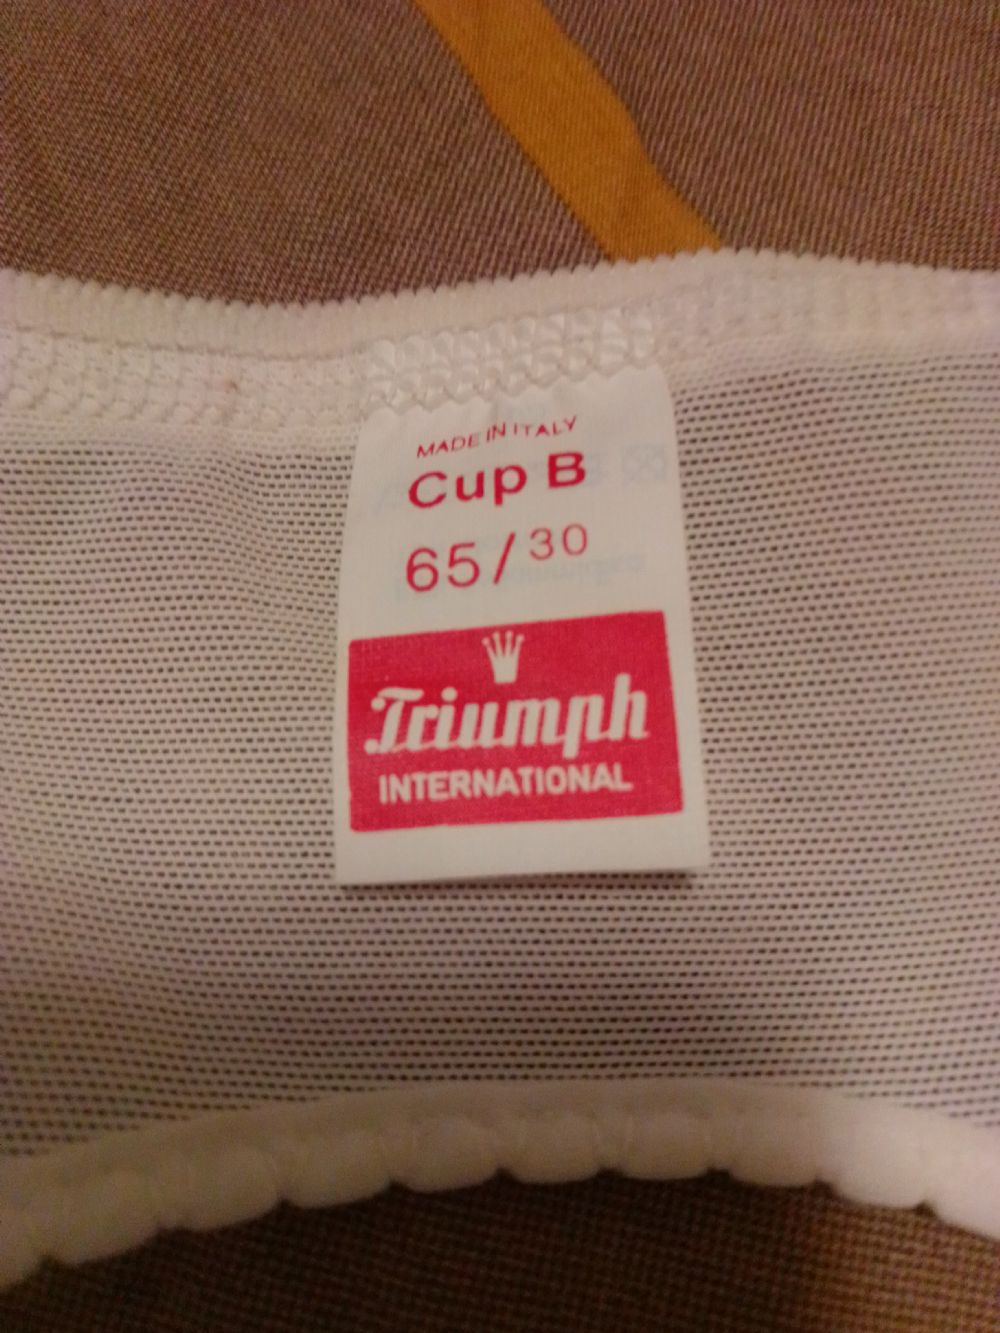 MADE IN ITALY
Cup B
65/30
Triumph
INTERNATIONAL